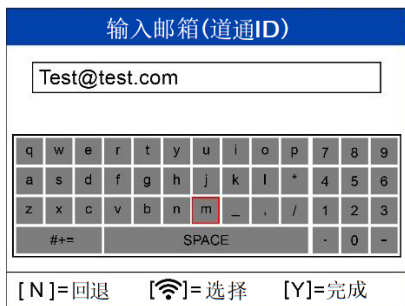 输入邮箱(道通ID)
Test@test.com
q w e r t y u i o p 7 8 9
a s d f g h j k l * 4 5 6
z x c v b n m _ , / 1 2 3
#+= SPACE · 0 -
[N]=回退 []=选择 [Y]=完成